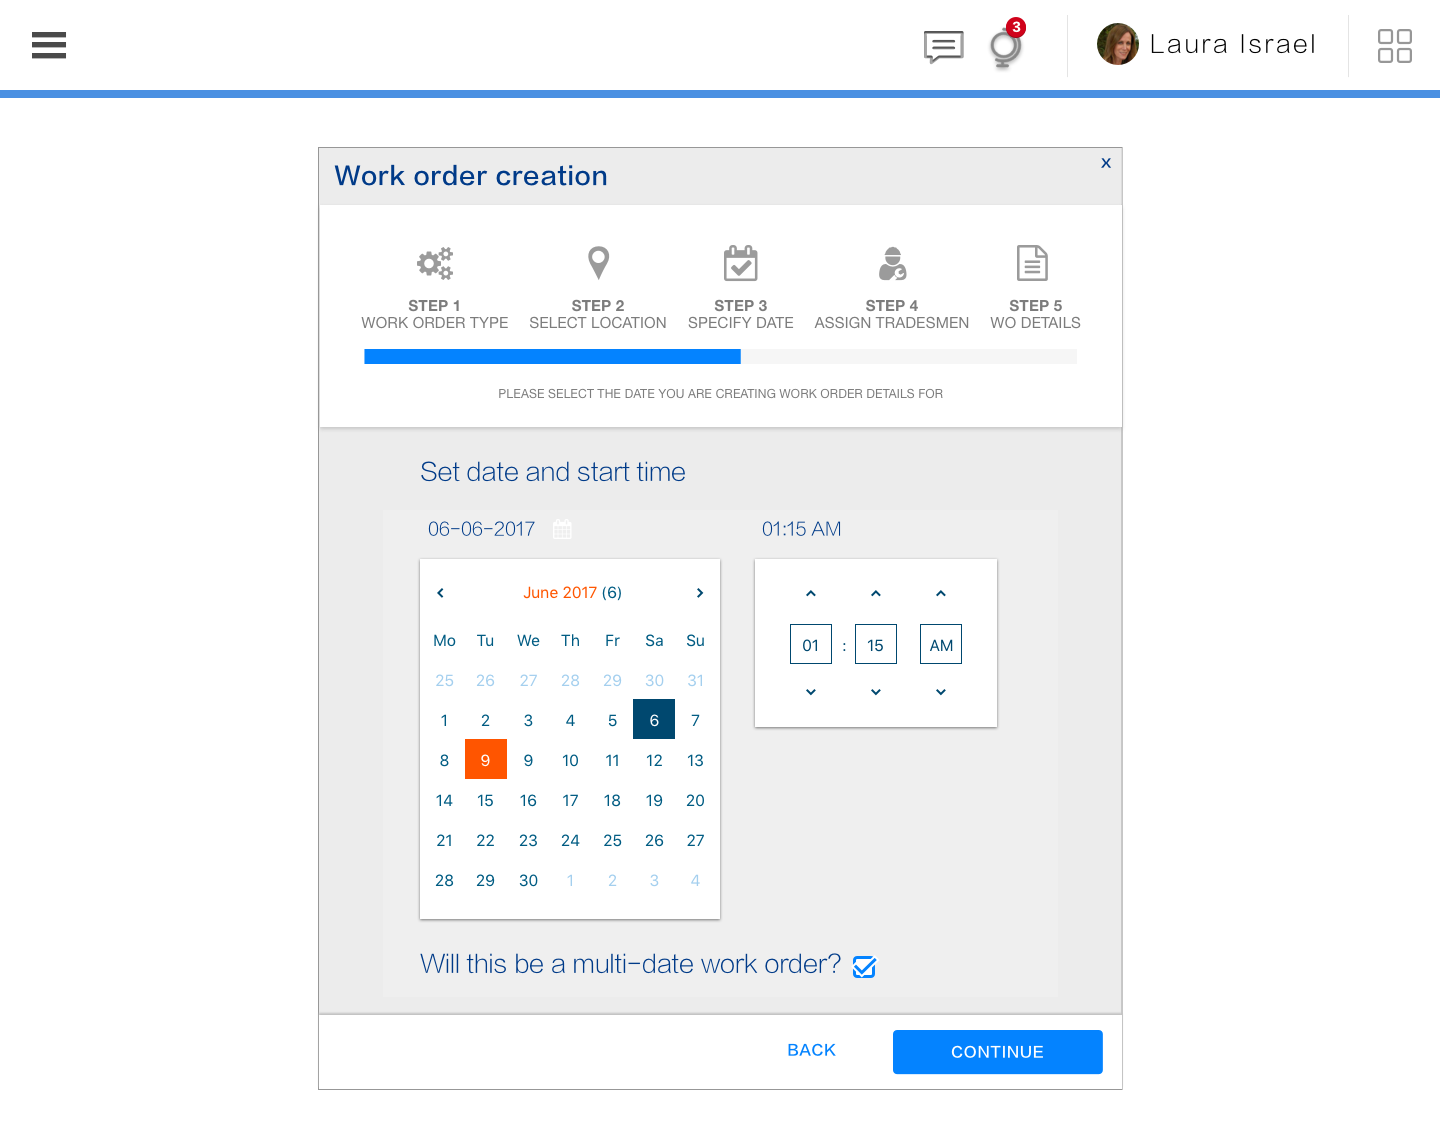 3
Laura Israel
Work order creation
x
STEP 1
WORK ORDER TYPE
STEP 2
SELECT LOCATION
STEP 3
SPECIFY DATE
STEP 4
ASSIGN TRADESMEN
STEP 5
WO DETAILS
PLEASE SELECT THE DATE YOU ARE CREATING WORK ORDER DETAILS FOR
Set date and start time
06-06-2017
01:15 AM
June 2017 (6)
Mo Tu We Th Fr Sa Su
25 26 27 28 29 30 31
1 2 3 4 5 6 7
8 9 9 10 11 12 13
14 15 16 17 18 19 20
21 22 23 24 25 26 27
28 29 30 1 2 3 4
01 : 15 AM
Will this be a multi-date work order?
BACK
CONTINUE